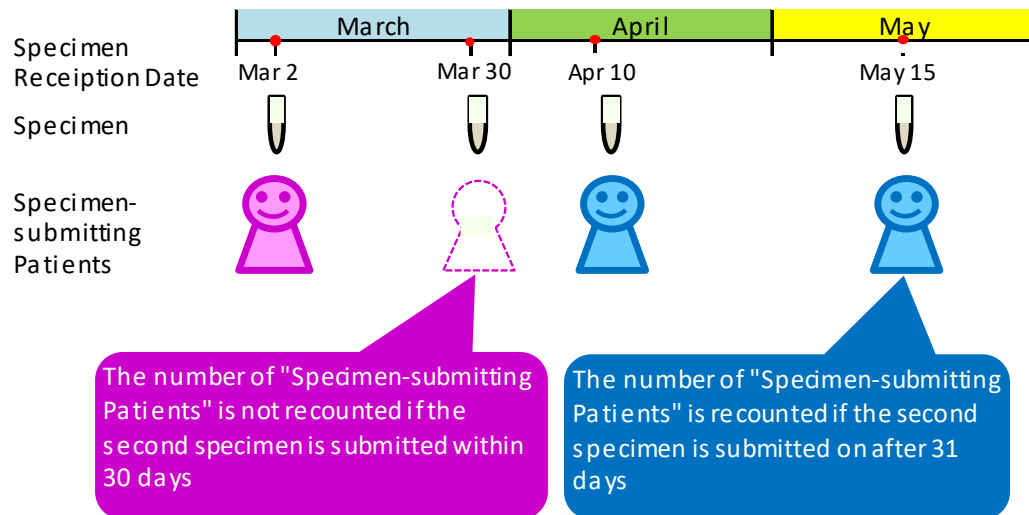 March April May
Specimen
Receiption Date
Mar 2 Mar 30 Apr 10 May 15
Specimen
Specimen-
submitting
Patients
The number of "Specimen-submitting
Patients" is not recounted if the
second specimen is submitted within
30 days
The number of "Specimen-submitting
Patients" is recounted if the second
specimen is submitted on after 31
days